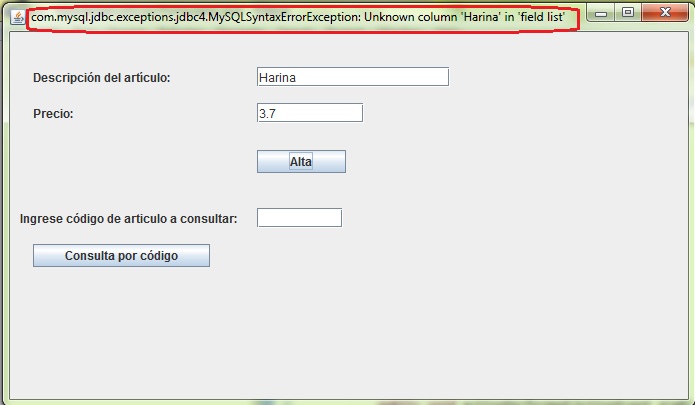 com.mysql.jdbc.exceptions.jdbc4.MySQLSyntaxErrorException: Unknown column 'Harina' in 'field list'
Descripción del artículo: Harina
Precio: 3.7
Alta
Ingrese código de articulo a consultar:
Consulta por código